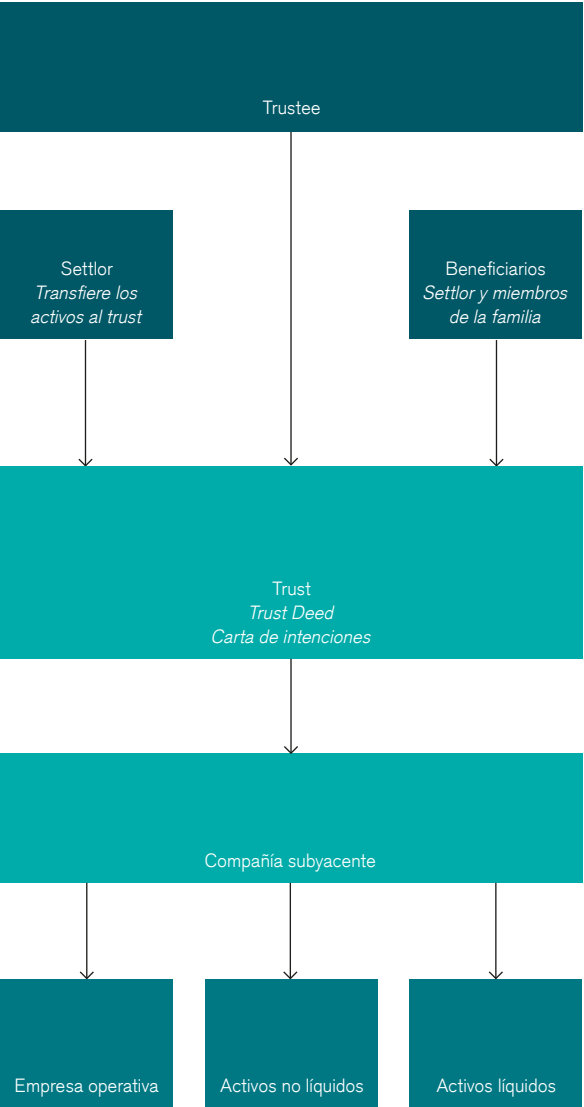 Trustee
Settlor
Transfiere los
activos al trust
Beneficiarios
Settlor y miembros
de la familia
Trust
Trust Deed
Carta de intenciones
Compañía subyacente
Empresa operativa
Activos no líquidos
Activos líquidos